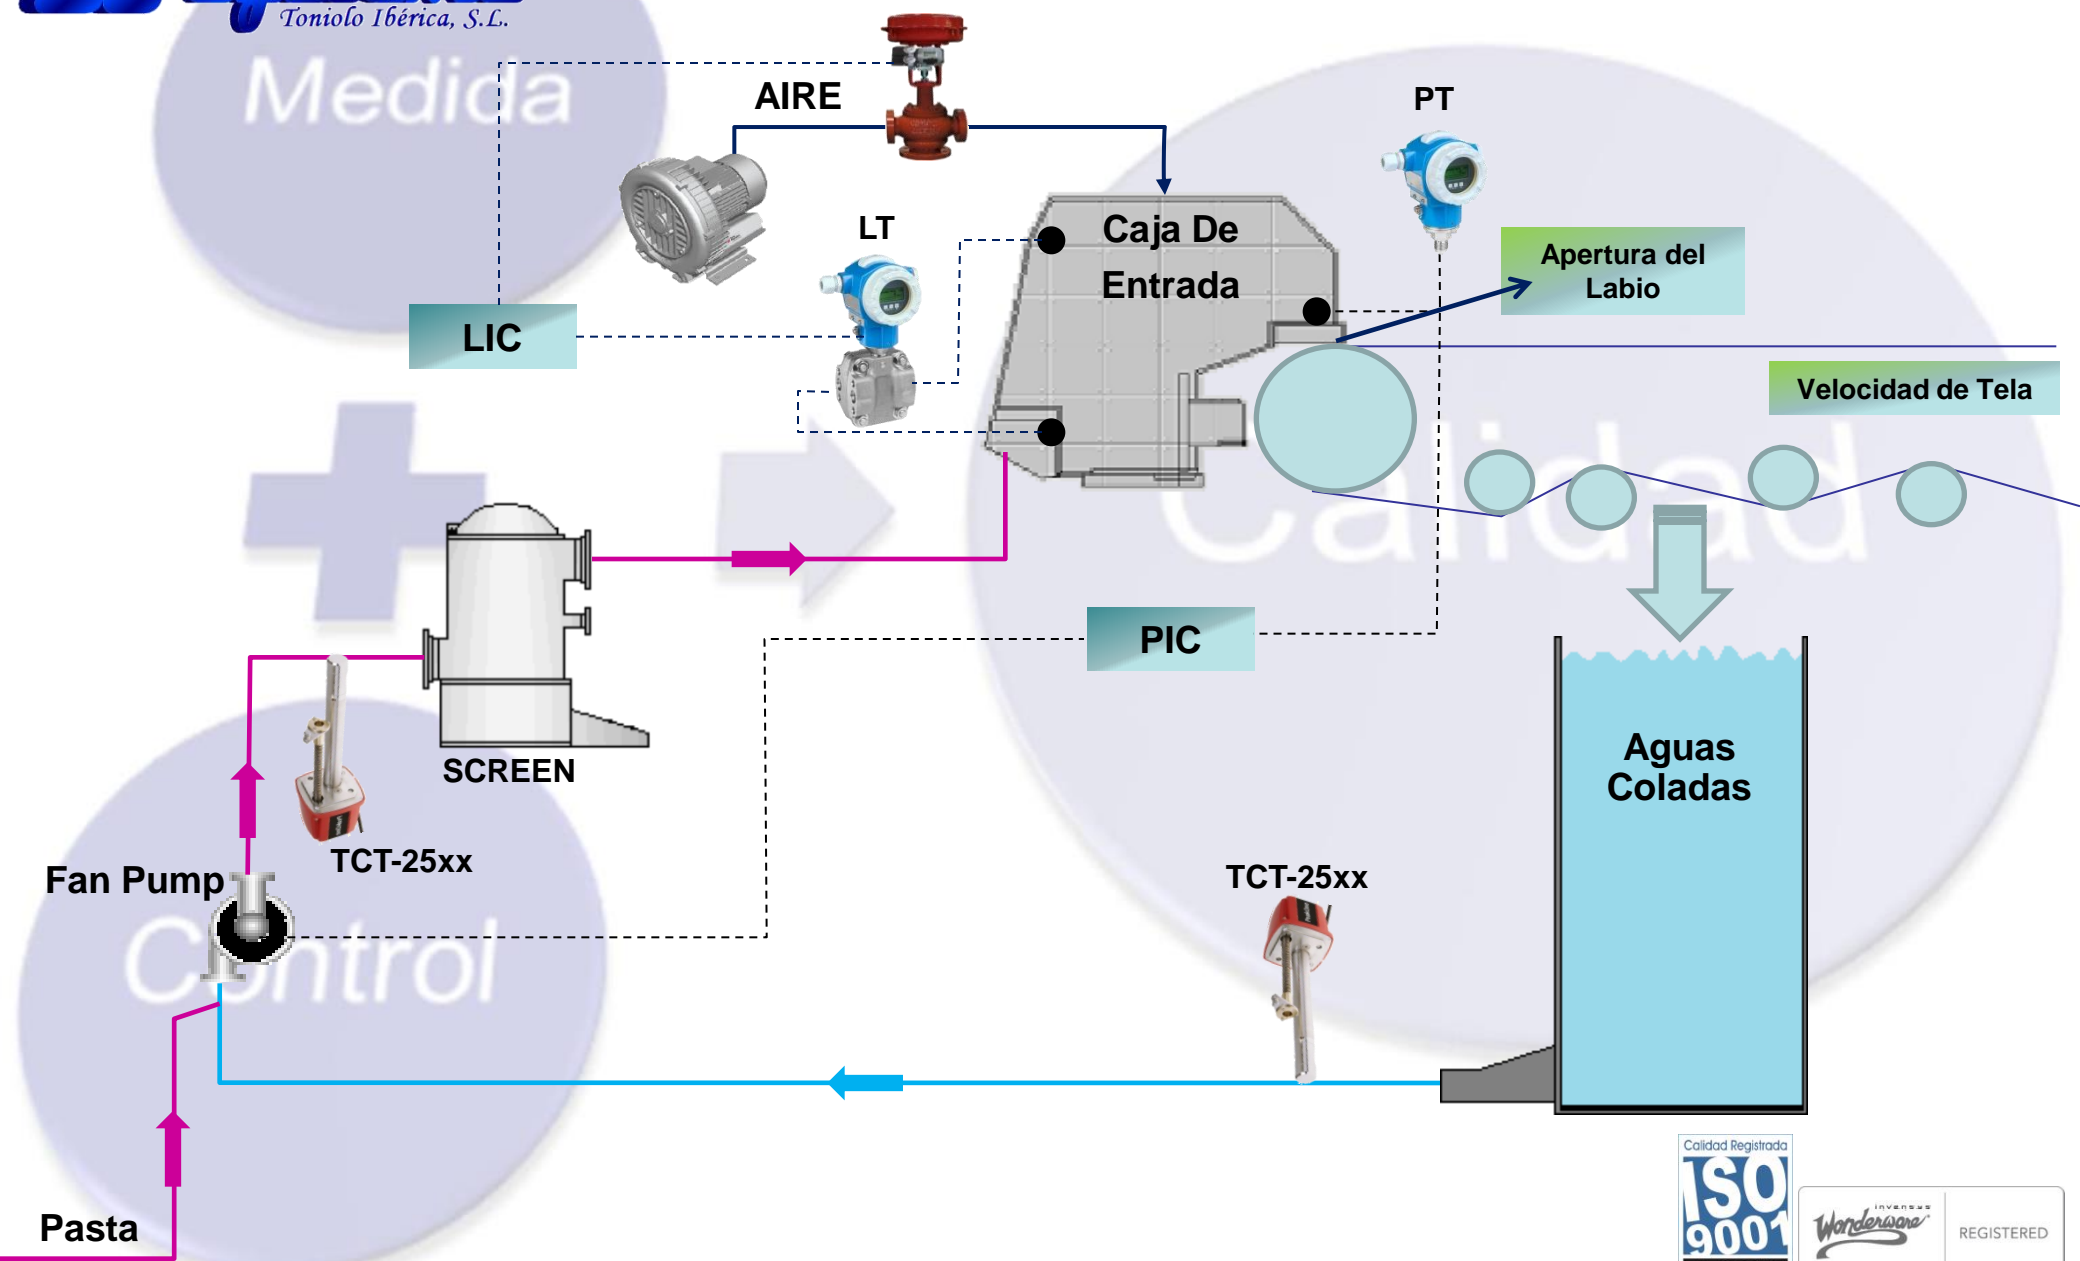 Toniolo Ibérica, S.L.
Medida
AIRE
PT
LT
Caja De
Entrada
Apertura del
Labio
LIC
Velocidad de Tela
Calidad
PIC
SCREEN
Aguas
Coladas
TCT-25xx
Fan Pump
TCT-25xx
Control
Pasta
Calidad Registrada
ISO
9001
invensys
Wonderware
REGISTERED